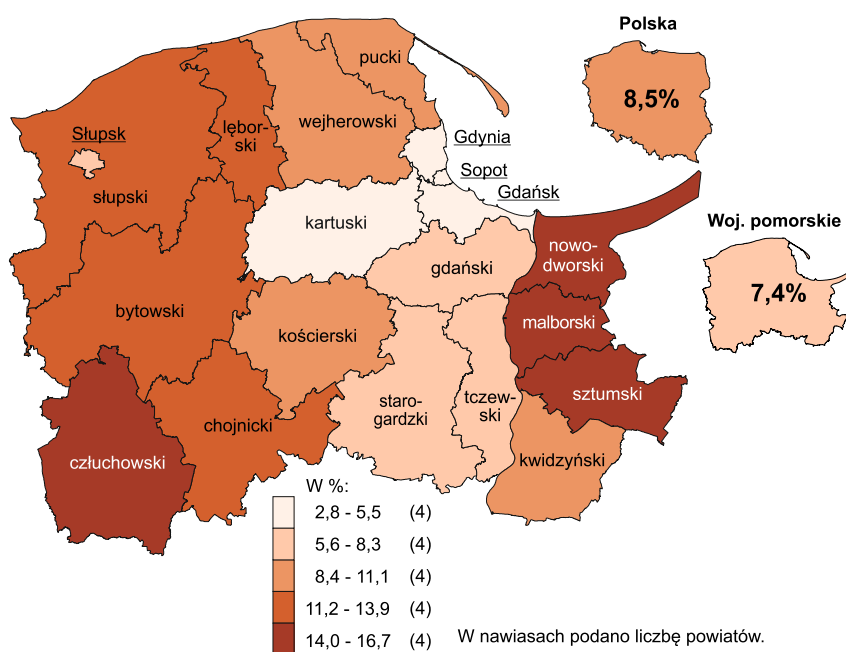 Polska
8,5%
pucki
lębor-
ski
wejherowski
Słupsk
Gdynia
Sopot
Gdańsk
słupski
kartuski
Woj. pomorskie
7,4%
nowo-
dworski
gdański
bytowski
kościerski
malborski
sztumski
staro-
gardzki
tczew-
ski
chojnicki
człuchowski
kwidzyński
W %:
2,8 - 5,5 (4)
5,6 - 8,3 (4)
8,4 - 11,1 (4)
11,2 - 13,9 (4)
14,0 - 16,7 (4)
W nawiasach podano liczbę powiatów.